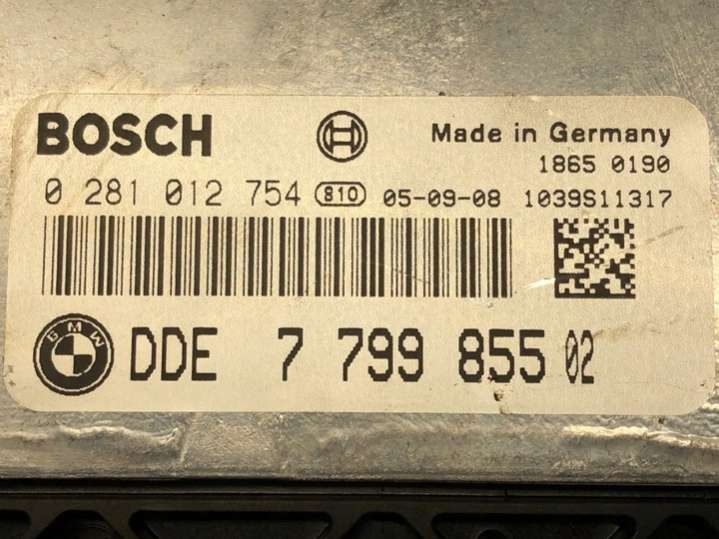 BOSCH Made in Germany
1865 0190
0 281 012 754 810 05-09-08 1039S11317
BMW DDE 7 799 855 02